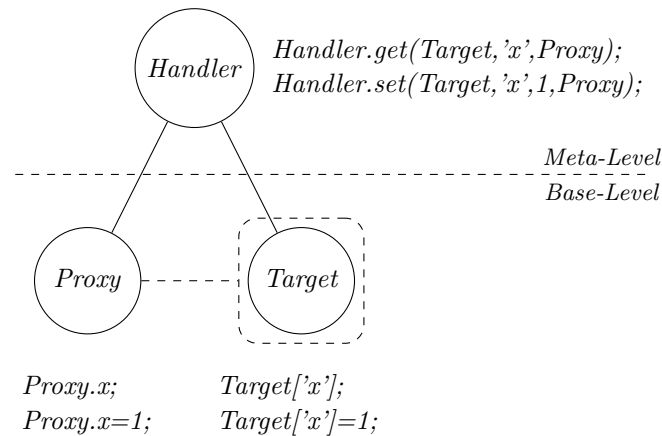 Handler
Handler.get(Target,'x',Proxy);
Handler.set(Target,'x',1,Proxy);
Meta-Level
Base-Level
Proxy
Target
Proxy.x;
Target['x'];
Proxy.x=1;
Target['x']=1;